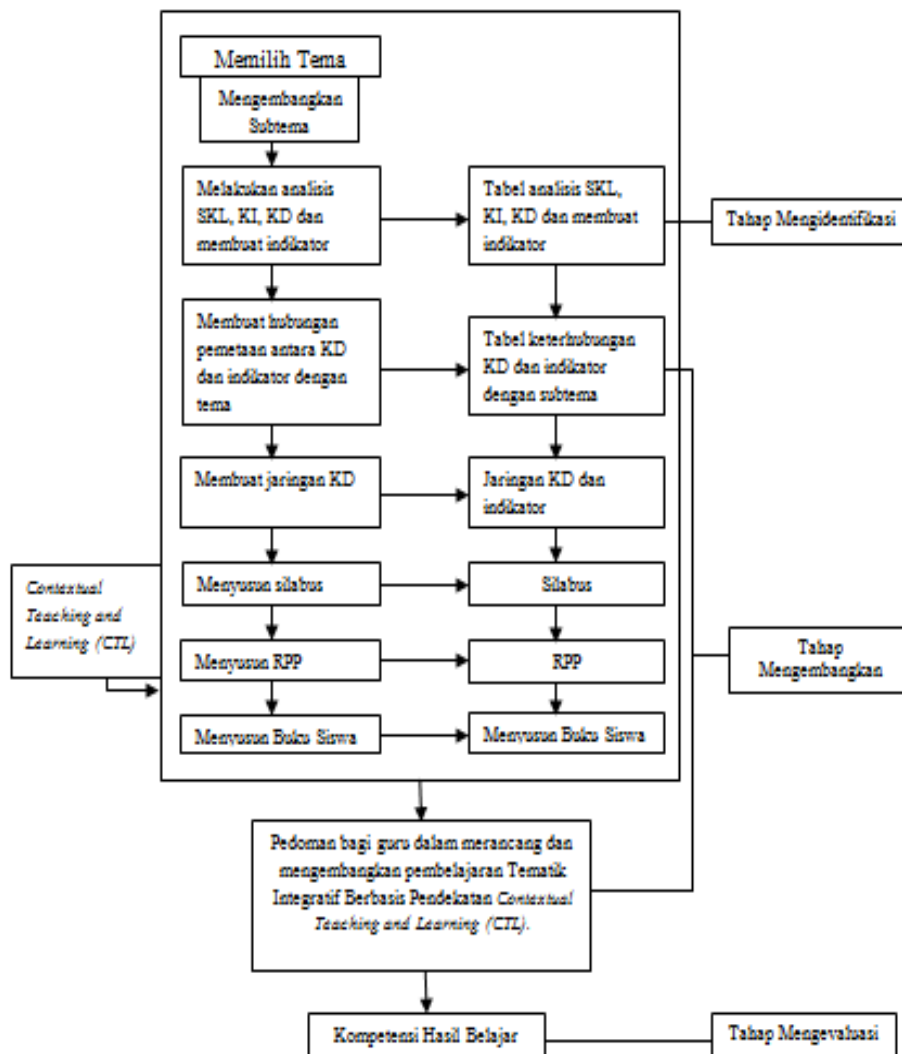 Memilih Tema
Mengembangkan
Subtema
Melakukan analisis
SKL, KI, KD dan
membuat indikator
Tabel analisis SKL,
KI, KD dan membuat
indikator
Tahap Mengidentifikasi
Membuat hubungan
pemetaan antara KD
dan indikator dengan
tema
Tabel keterhubungan
KD dan indikator
dengan subtema
Membuat jaringan KD
Jaringan KD dan
indikator
Contextual
Teaching and
Learning (CTL)
Menyusun silabus
Silabus
Menyusun RPP
RPP
Tahap
Mengembangkan
Menyusun Buku Siswa
Menyusun Buku Siswa
Pedoman bagi guru dalam merancang dan
mengembangkan pembelajaran Tematik
Integratif Berbasis Pendekatan Contextual
Teaching and Learning (CTL).
Kompetensi Hasil Belajar
Tahap Mengevaluasi